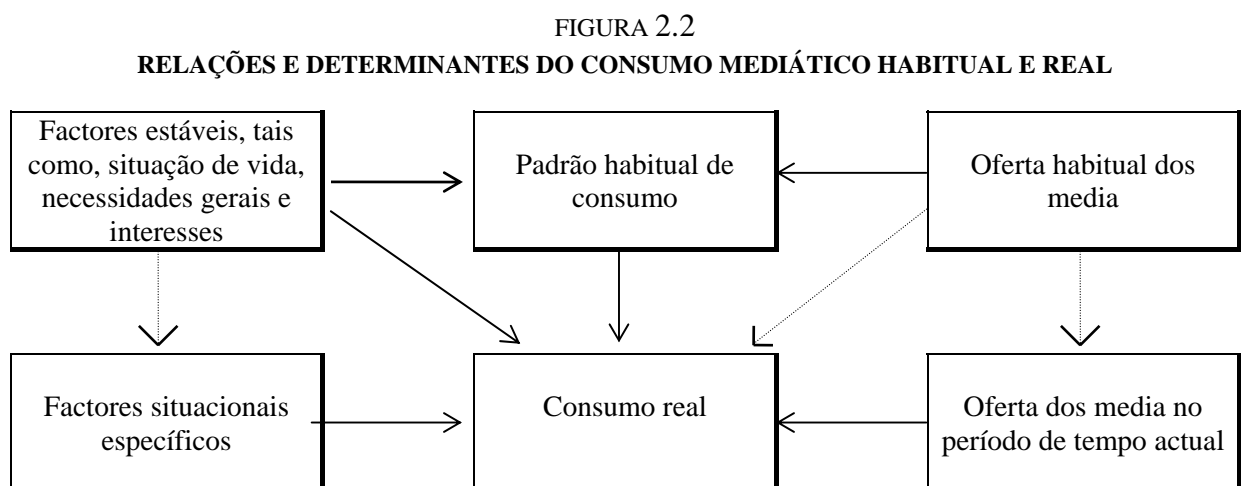 FIGURA 2.2
RELAÇÕES E DETERMINANTES DO CONSUMO MEDIÁTICO HABITUAL E REAL
Factores estáveis, tais
como, situação de vida,
necessidades gerais e
interesses
Padrão habitual de
consumo
Oferta habitual dos
media
Factores situacionais
específicos
Consumo real
Oferta dos media no
período de tempo actual